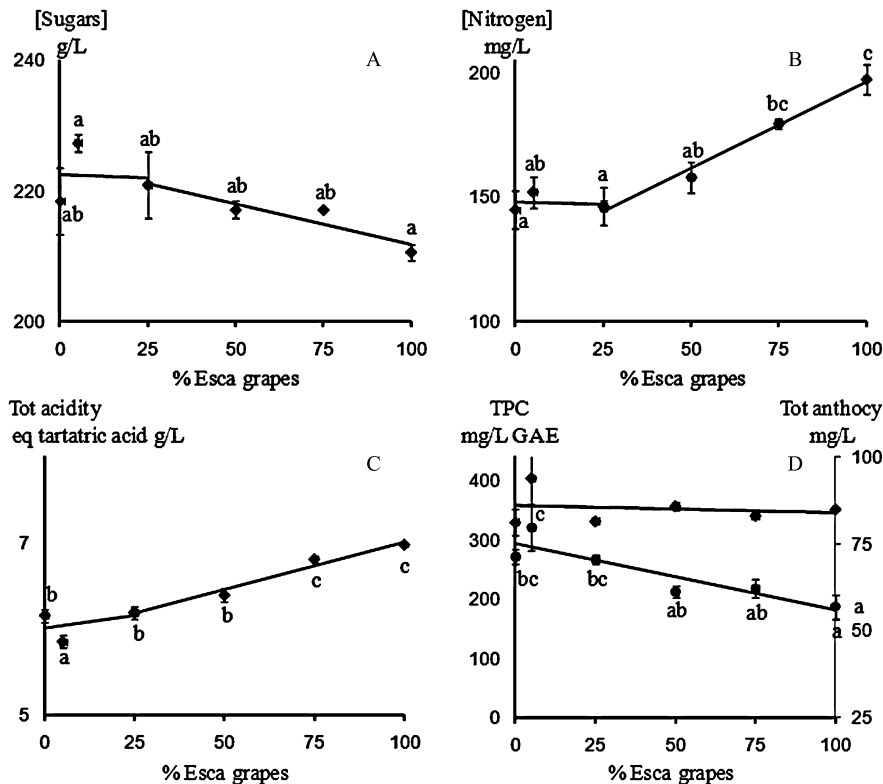 [Sugars]
g/L
A
240
220
200
a
ab
ab
ab
ab
a
0 25 50 75 100
% Esca grapes
[Nitrogen]
mg/L
B
200
150
100
a
ab
a
ab
bc
c
0 25 50 75 100
% Esca grapes
Tot acidity
eq tartatric acid g/L
C
7
5
b
a
b
b
c
c
0 25 50 75 100
% Esca grapes
TPC
mg/L GAE
Tot anthocy
mg/L
D
400
300
200
100
0
100
75
50
25
c
bc
bc
ab
ab
a
a
0 25 50 75 100
% Esca grapes